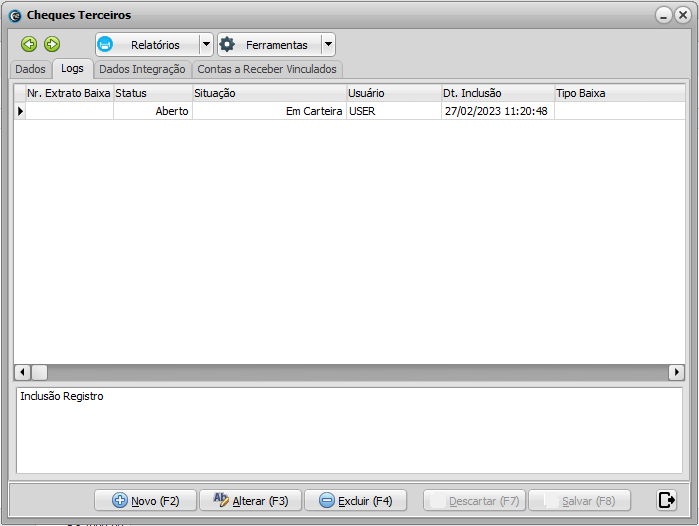 Cheques Terceiros
Relatórios Ferramentas
Dados Logs Dados Integração Contas a Receber Vinculados
Nr. Extrato Baixa Status Situação Usuário Dt. Inclusão Tipo Baixa
Aberto Em Carteira USER 27/02/2023 11:20:48
Inclusão Registro
Novo (F2) Alterar (F3) Excluir (F4) Descartar (F7) Salvar (F8)